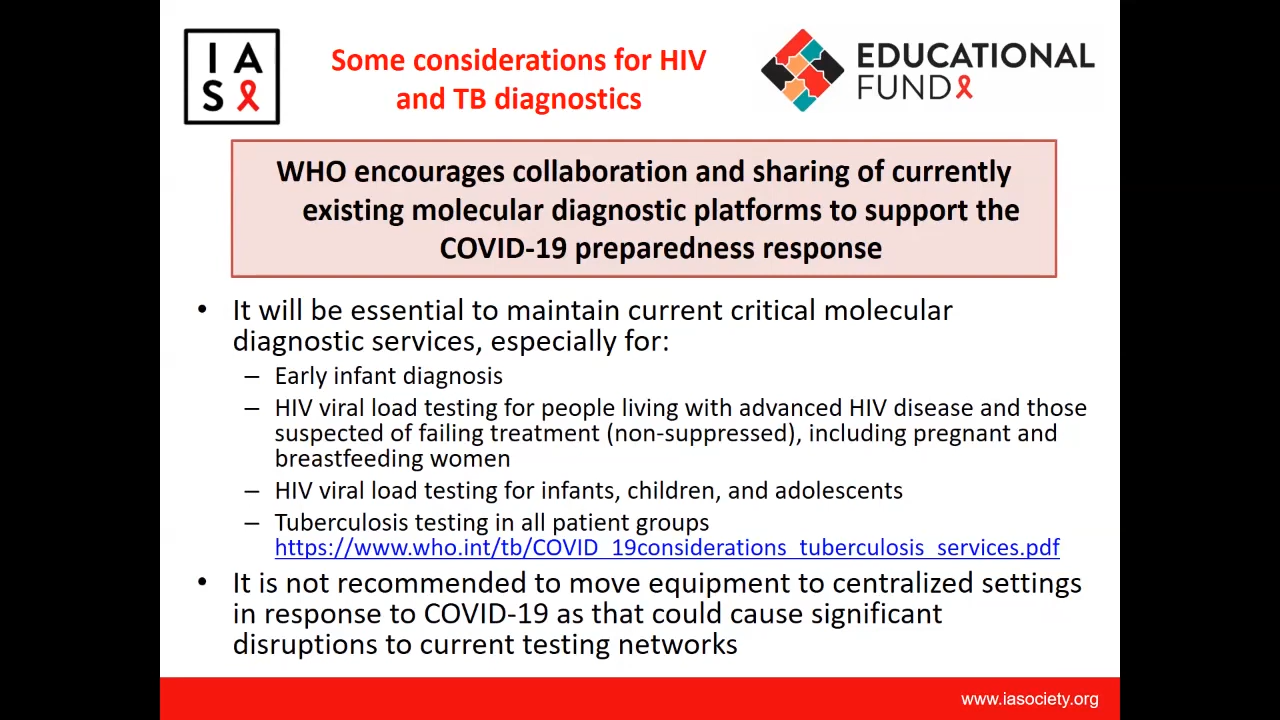 I A
S
Some considerations for HIV
and TB diagnostics
EDUCATIONAL
FUND
WHO encourages collaboration and sharing of currently
existing molecular diagnostic platforms to support the
COVID-19 preparedness response
• It will be essential to maintain current critical molecular
diagnostic services, especially for:
– Early infant diagnosis
– HIV viral load testing for people living with advanced HIV disease and those
suspected of failing treatment (non-suppressed), including pregnant and
breastfeeding women
– HIV viral load testing for infants, children, and adolescents
– Tuberculosis testing in all patient groups
https://www.who.int/tb/COVID_19considerations_tuberculosis_services.pdf
• It is not recommended to move equipment to centralized settings
in response to COVID-19 as that could cause significant
disruptions to current testing networks
www.iasociety.org